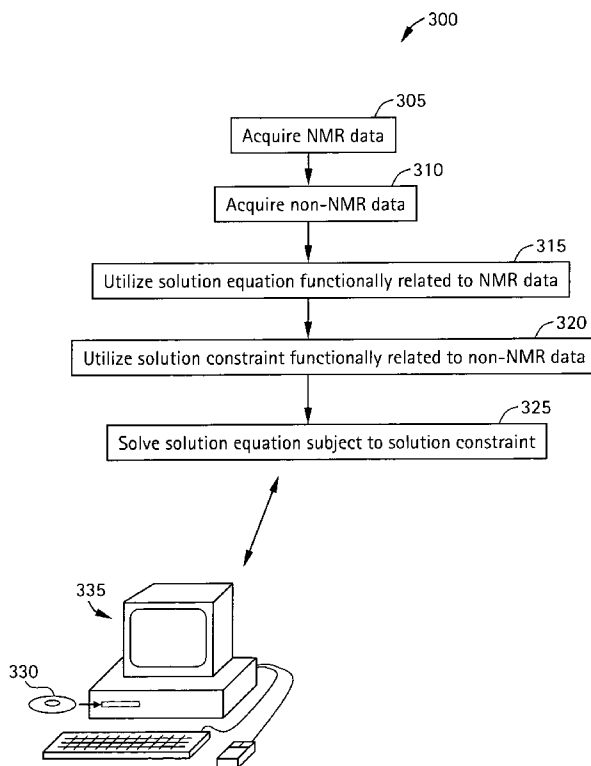 300
305
Acquire NMR data
310
Acquire non-NMR data
315
Utilize solution equation functionally related to NMR data
320
Utilize solution constraint functionally related to non-NMR data
325
Solve solution equation subject to solution constraint
335
330